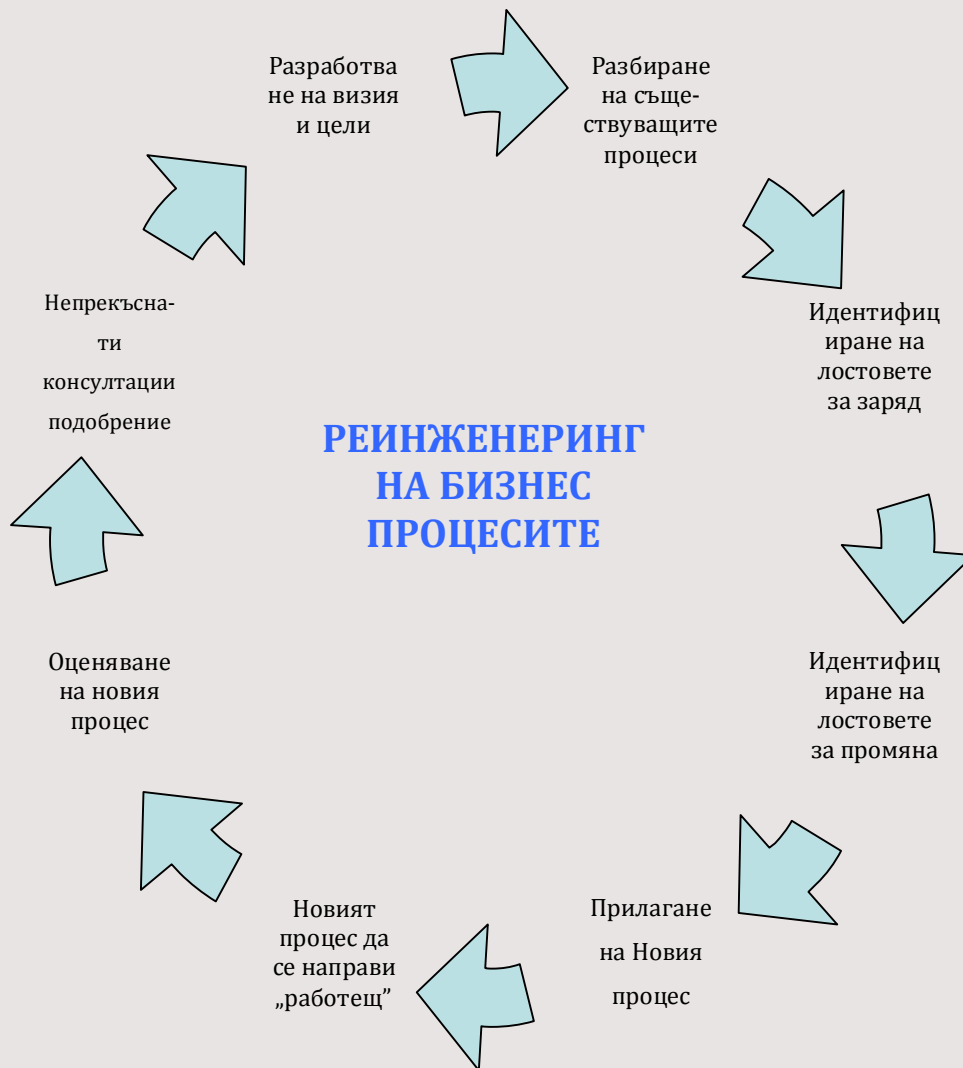 Разработва
не на визия
и цели
Разбиране
на съще-
ствуващите
процеси
Идентифиц
иране на
лостовете
за заряд
Идентифиц
иране на
лостовете
за промяна
Прилагане
на Новия
процес
Новият
процес да
се направи
„работещ”
Оценяване
на новия
процес
Непрекъсна-
ти
консултации
подобрение
РЕИНЖЕНЕРИНГ
НА БИЗНЕС
ПРОЦЕСИТЕ